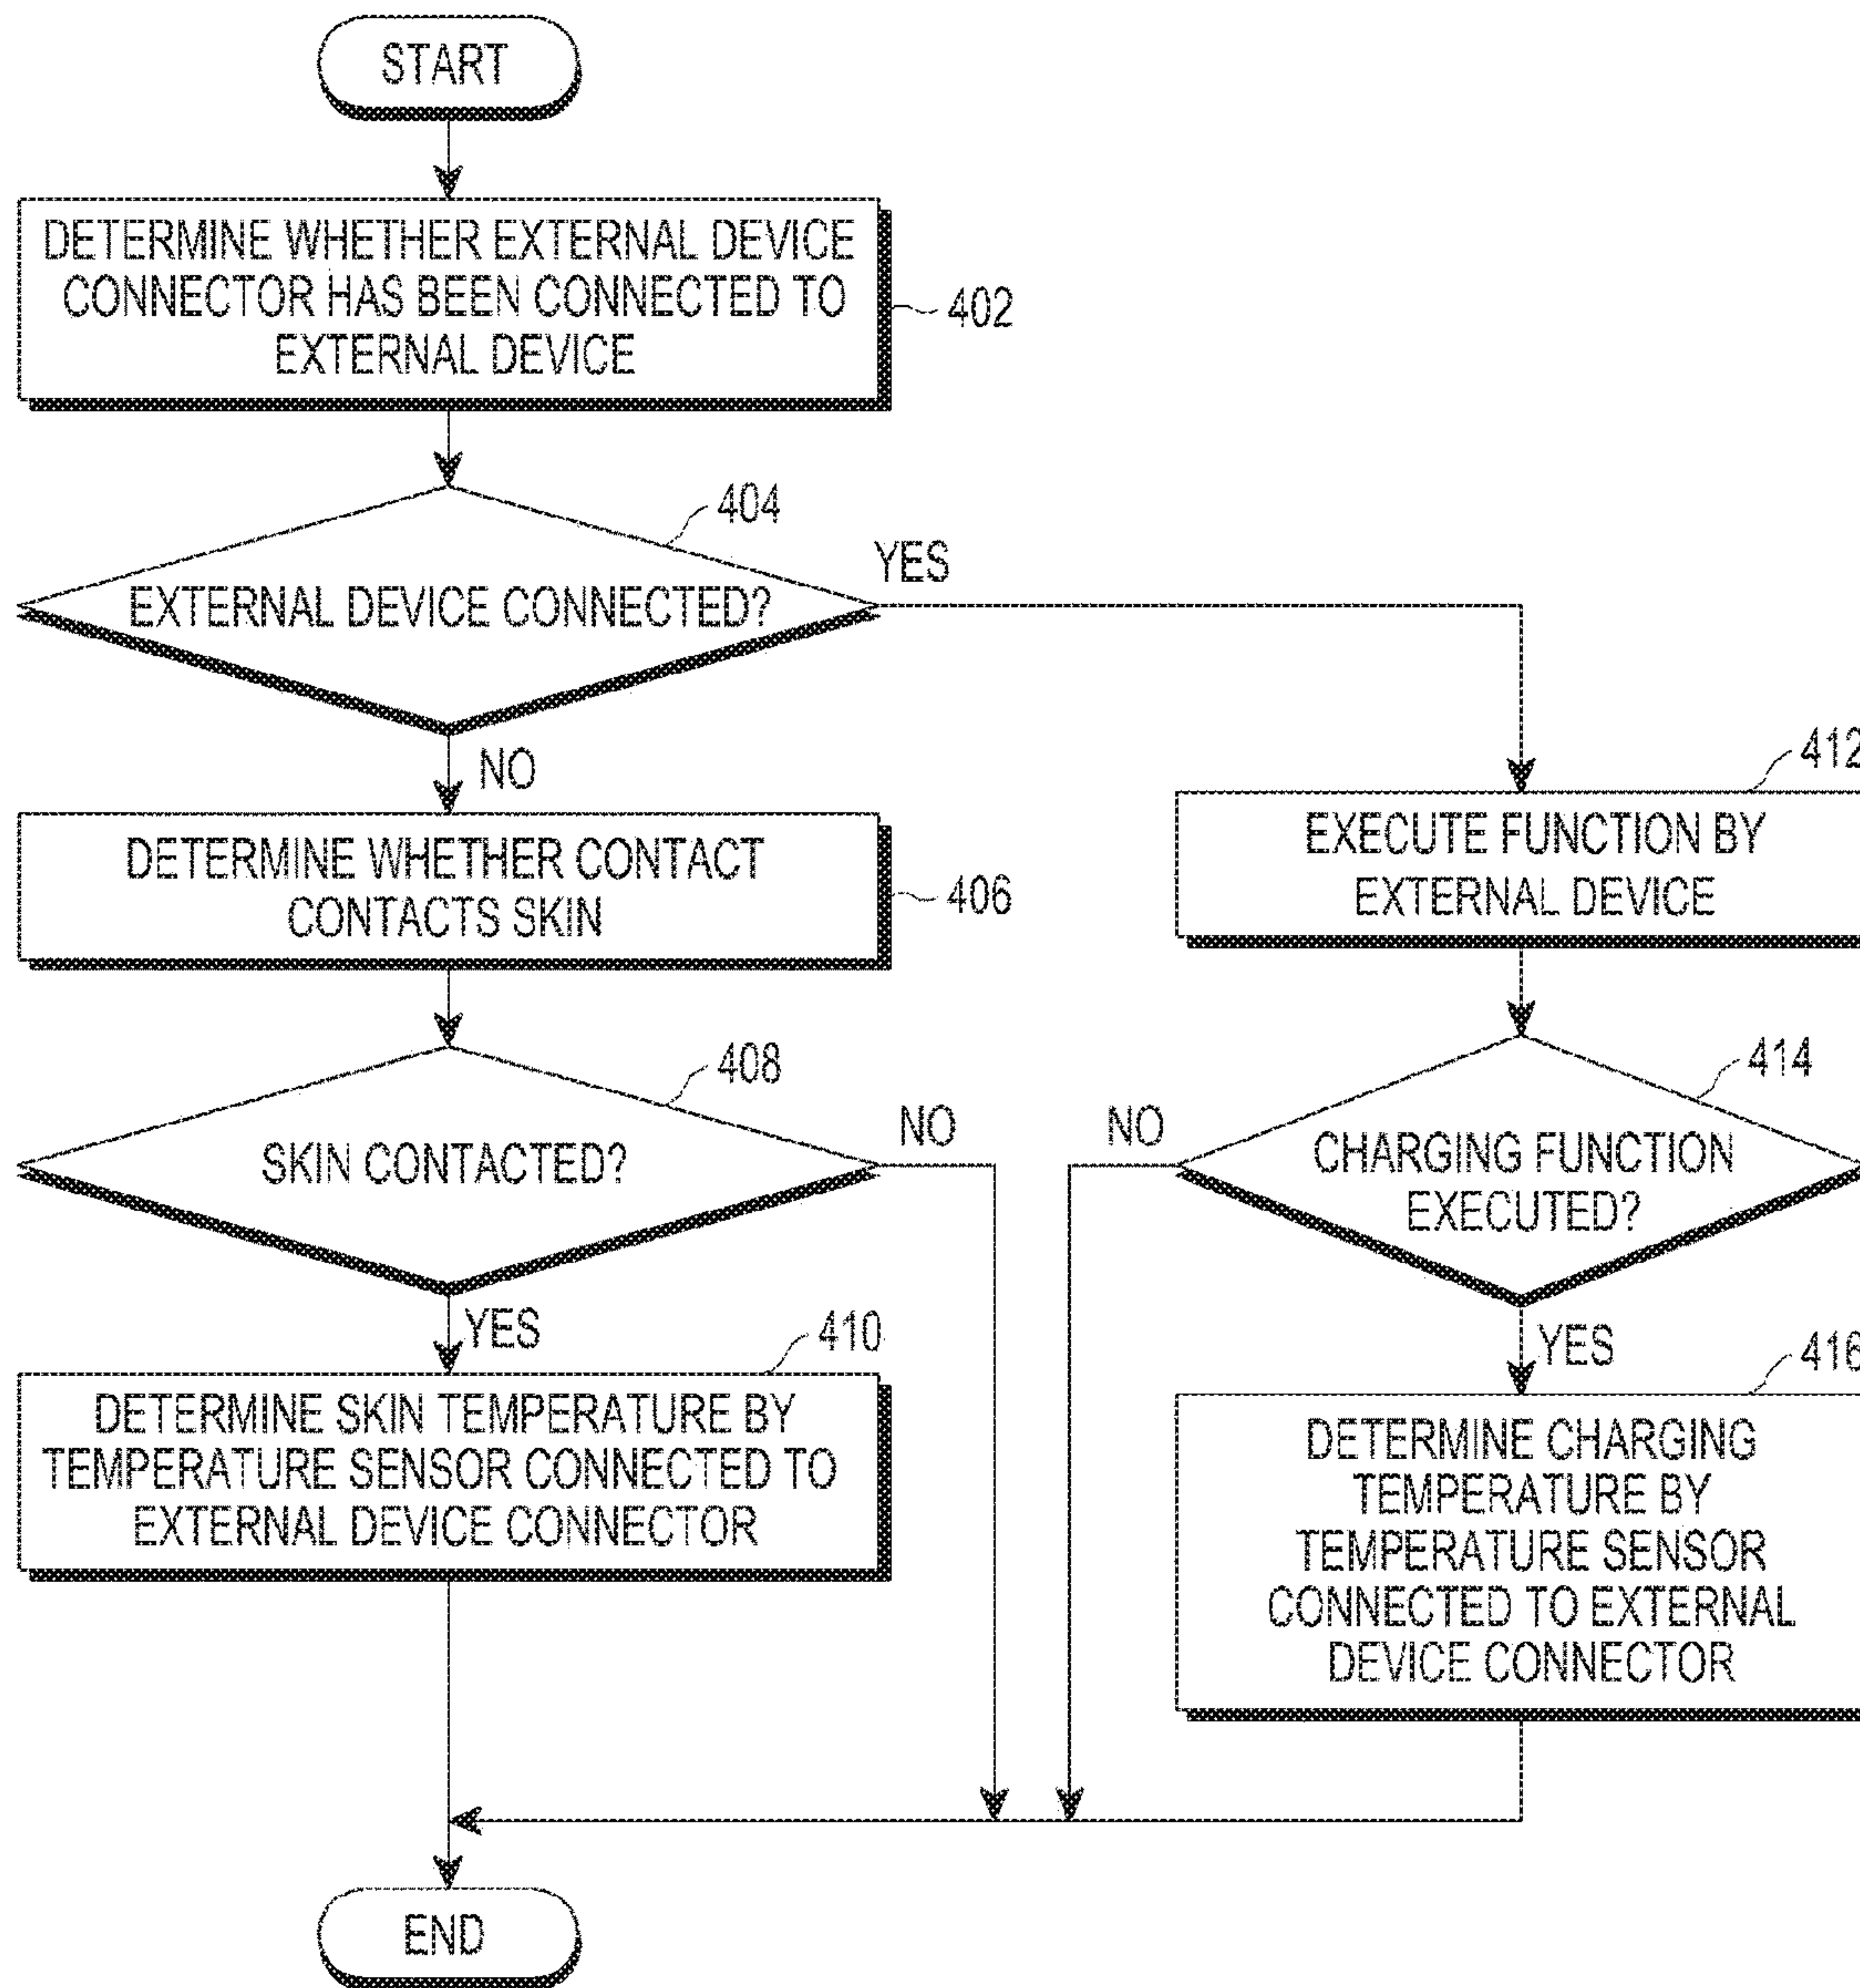 START
DETERMINE WHETHER EXTERNAL DEVICE
CONNECTOR HAS BEEN CONNECTED TO
EXTERNAL DEVICE
402
404
EXTERNAL DEVICE CONNECTED?
YES
NO
DETERMINE WHETHER CONTACT
CONTACTS SKIN
406
408
SKIN CONTACTED?
NO
YES
410
DETERMINE SKIN TEMPERATURE BY
TEMPERATURE SENSOR CONNECTED TO
EXTERNAL DEVICE CONNECTOR
412
EXECUTE FUNCTION BY
EXTERNAL DEVICE
414
NO
CHARGING FUNCTION
EXECUTED?
YES
416
DETERMINE CHARGING
TEMPERATURE BY
TEMPERATURE SENSOR
CONNECTED TO EXTERNAL
DEVICE CONNECTOR
END